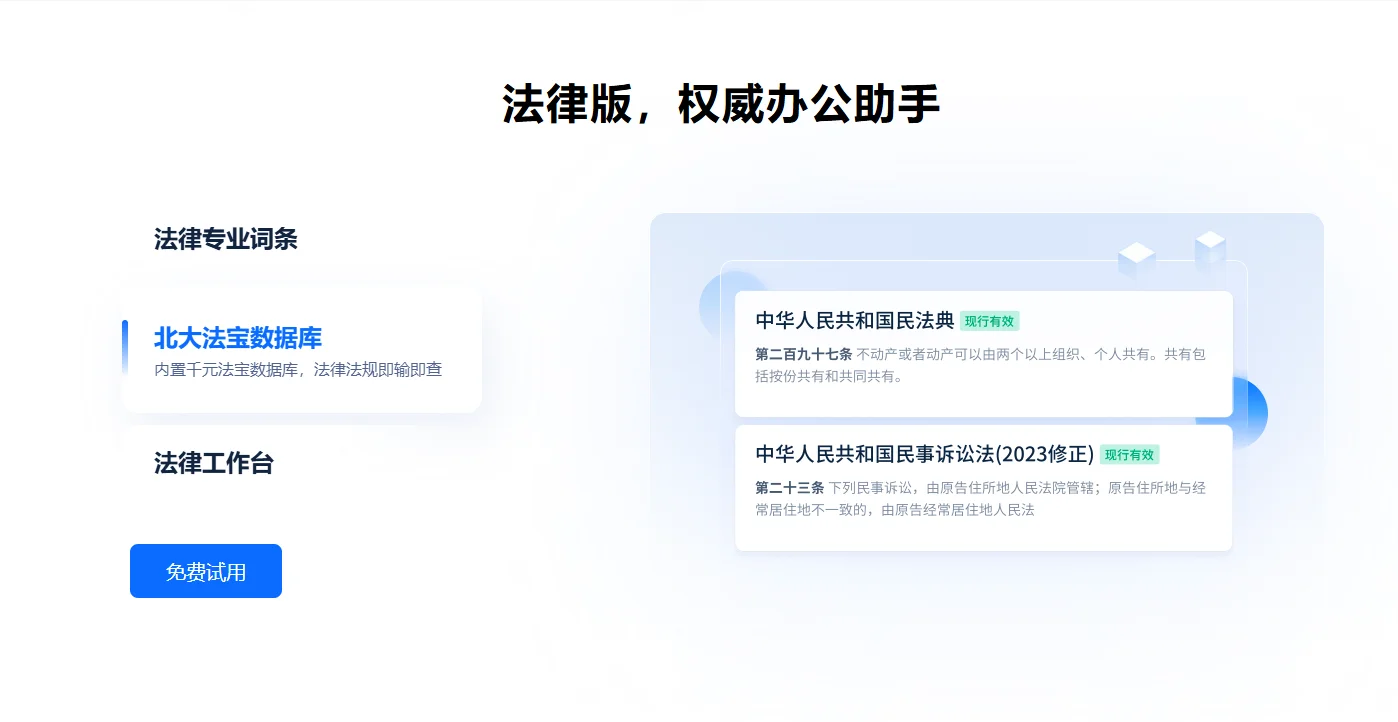 法律版，权威办公助手
法律专业词条
北大法宝数据库
内置千元法宝数据库，法律法规即输即查
法律工作台
免费试用
中华人民共和国民法典 现行有效
第二百九十七条 不动产或者动产可以由两个以上组织、个人共有。共有包
括按份共有和共同共有。
中华人民共和国民事诉讼法(2023修正) 现行有效
第二十三条 下列民事诉讼，由原告住所地人民法院管辖；原告住所地与经
常居住地不一致的，由原告经常居住地人民法